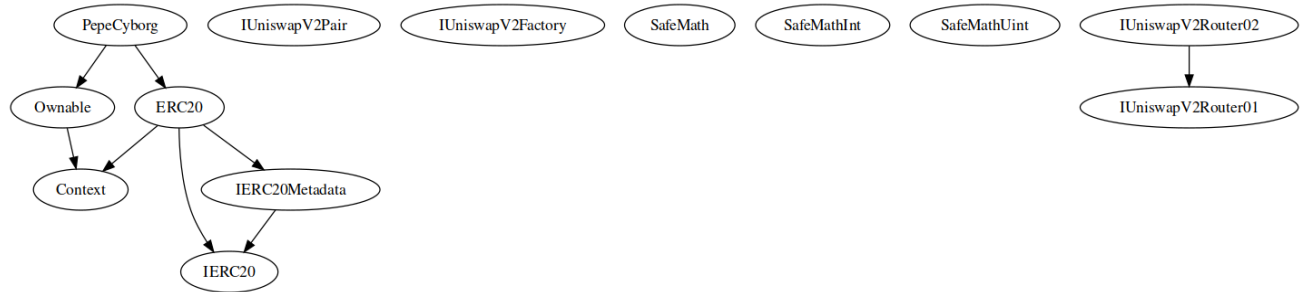 PepeCyborg IUniswapV2Pair IUniswapV2Factory SafeMath SafeMathInt SafeMathUint IUniswapV2Router02
Ownable ERC20 IUniswapV2Router01
Context IERC20Metadata
IERC20